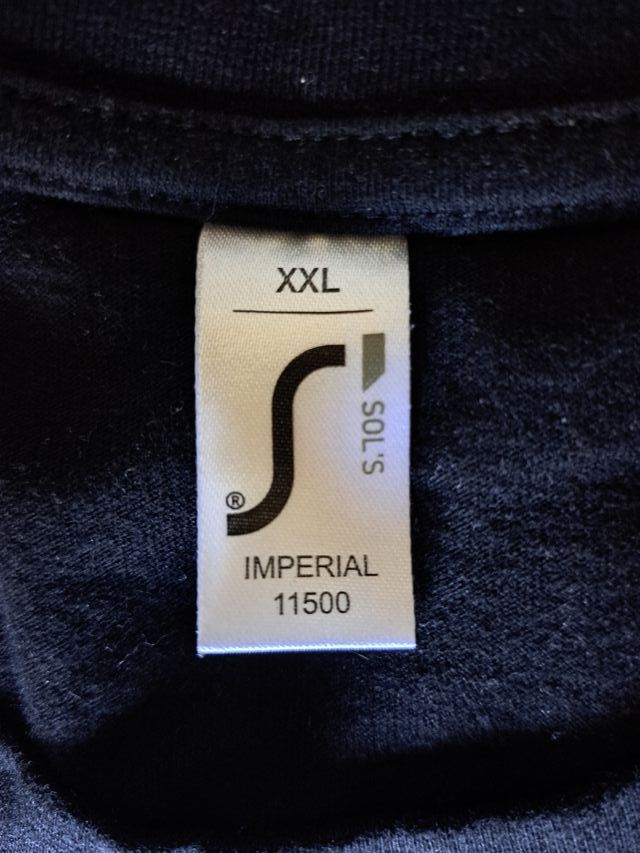 XXL
SOL'S
®
IMPERIAL
11500